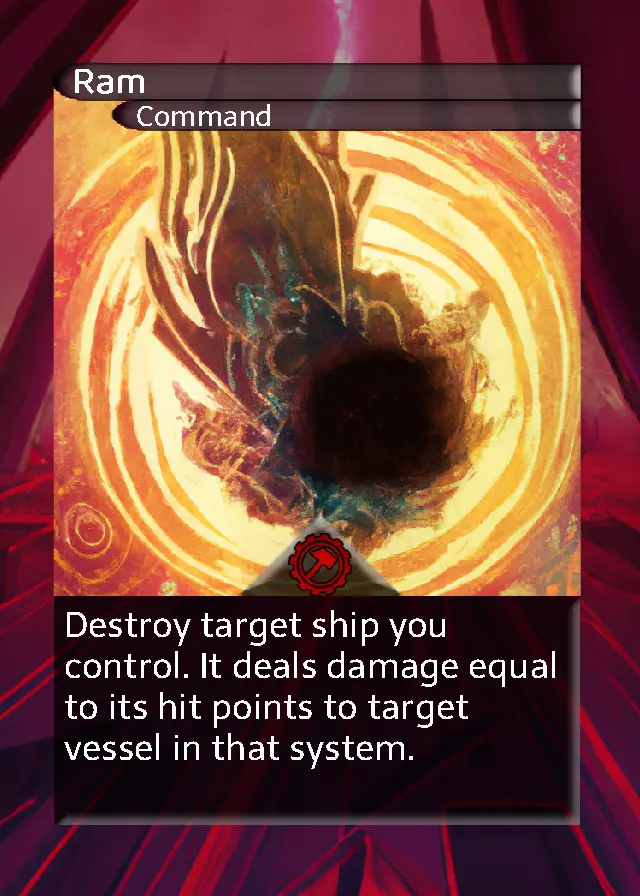 Ram
Command
Destroy target ship you
control. It deals damage equal
to its hit points to target
vessel in that system.